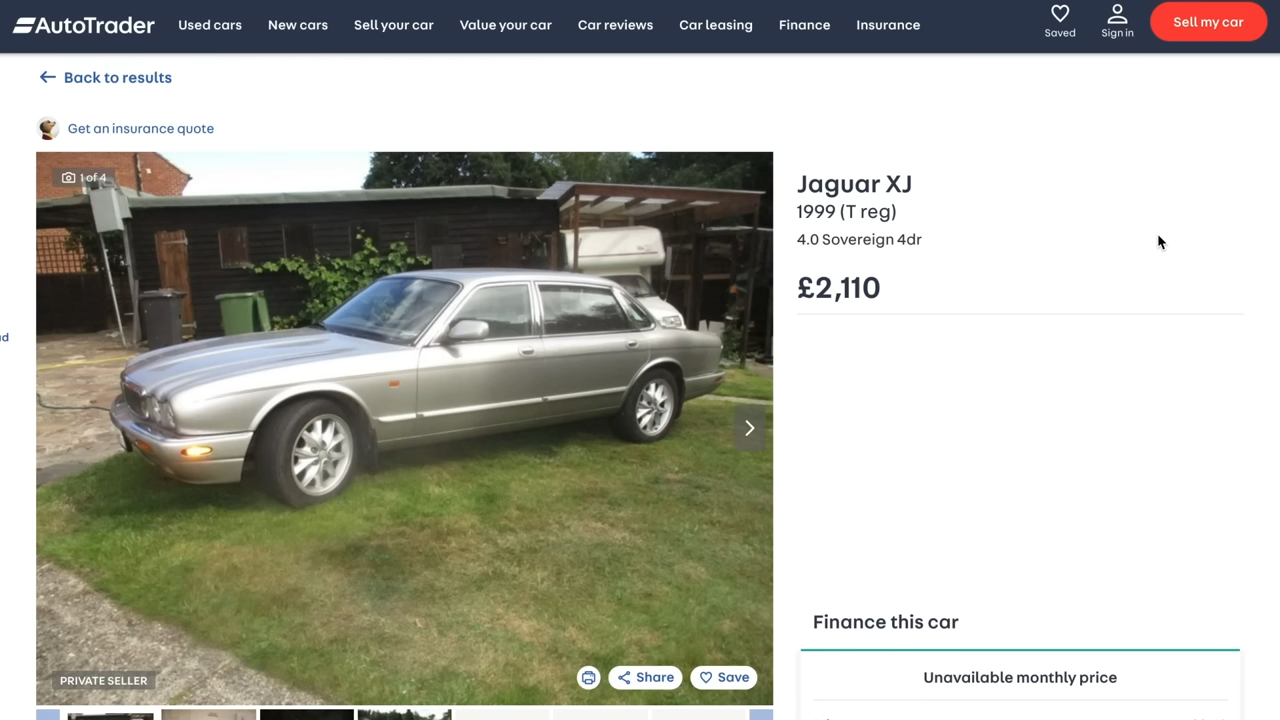 AutoTrader
Used cars
New cars
Sell your car
Value your car
Car reviews
Car leasing
Finance
Insurance
Saved
Sign in
Sell my car
Back to results
Get an insurance quote
1 of 4
Jaguar XJ
1999 (T reg)
4.0 Sovereign 4dr
£2,110
PRIVATE SELLER
Share
Save
Finance this car
Unavailable monthly price